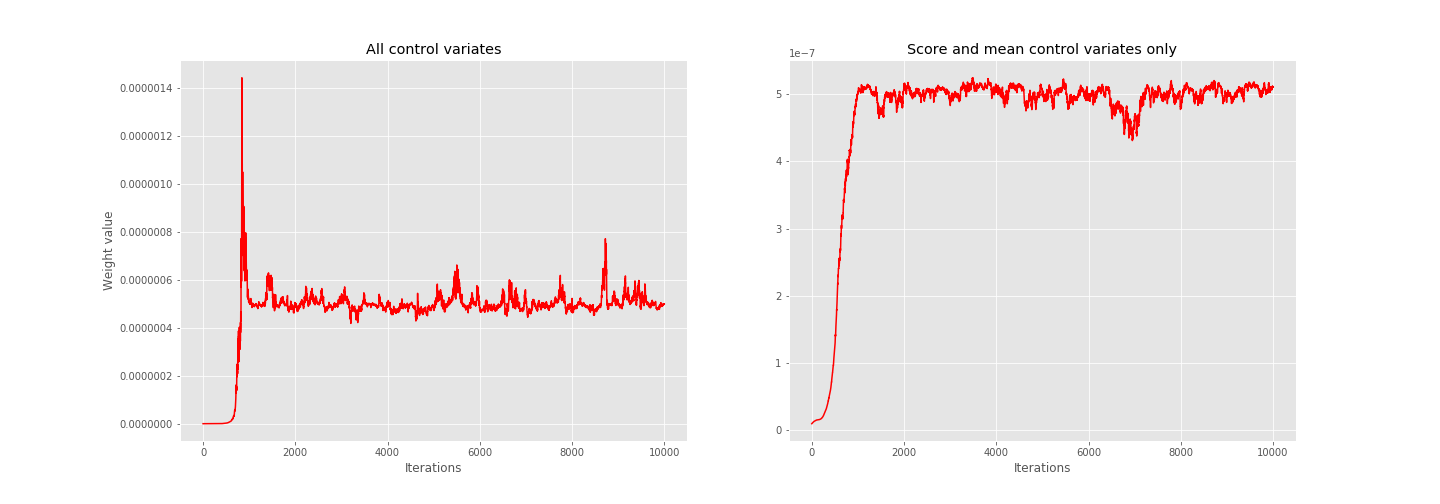 All control variates
Weight value
0.0000014
0.0000012
0.0000010
0.0000008
0.0000006
0.0000004
0.0000002
0.0000000
0 2000 4000 6000 8000 10000
Iterations
Score and mean control variates only
1e−7
5
4
3
2
1
0
0 2000 4000 6000 8000 10000
Iterations